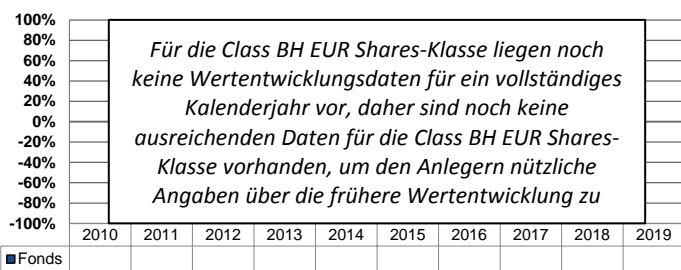 100%
80%
60%
40%
20%
0%
-20%
-40%
-60%
-80%
-100%
Für die Class BH EUR Shares-Klasse liegen noch
keine Wertentwicklungsdaten für ein vollständiges
Kalenderjahr vor, daher sind noch keine
ausreichenden Daten für die Class BH EUR Shares-
Klasse vorhanden, um den Anlegern nützliche
Angaben über die frühere Wertentwicklung zu
2010 2011 2012 2013 2014 2015 2016 2017 2018 2019
Fonds